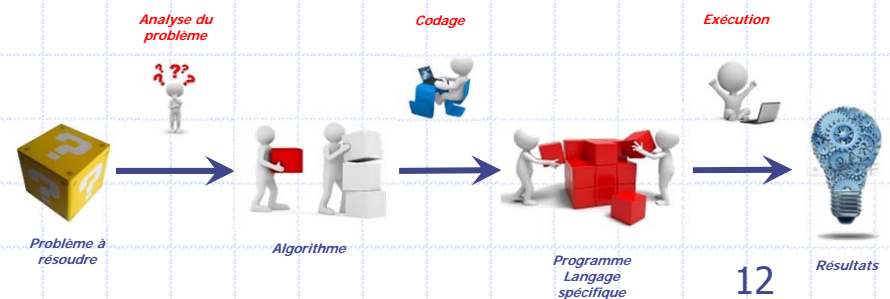 Analyse du
problème
Codage
Exécution
? ?? ?
? ? ?
Problème à
résoudre
Algorithme
Programme
Langage
spécifique
12
Résultats